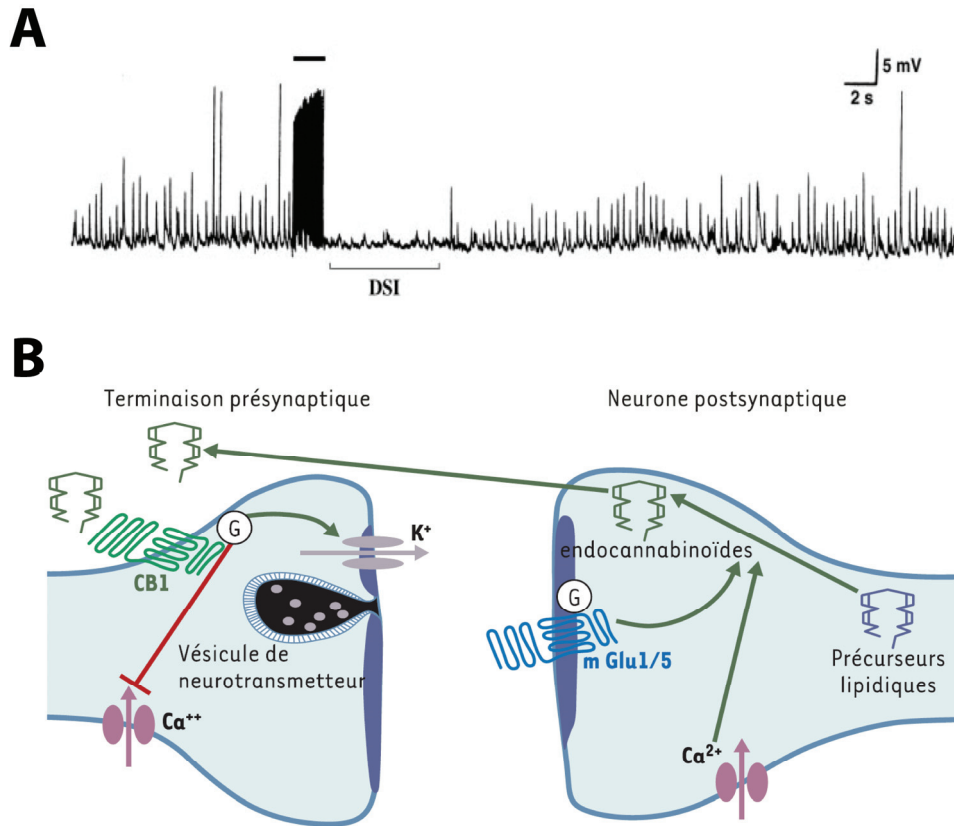 A
5 mV
2 s
DSI
B
Terminaison présynaptique
Neurone postsynaptique
G
K⁺
endocannabinoïdes
CB1
G
m Glu1/5
Vésicule de
neurotransmetteur
Précurseurs
lipidiques
Ca⁺⁺
Ca²⁺